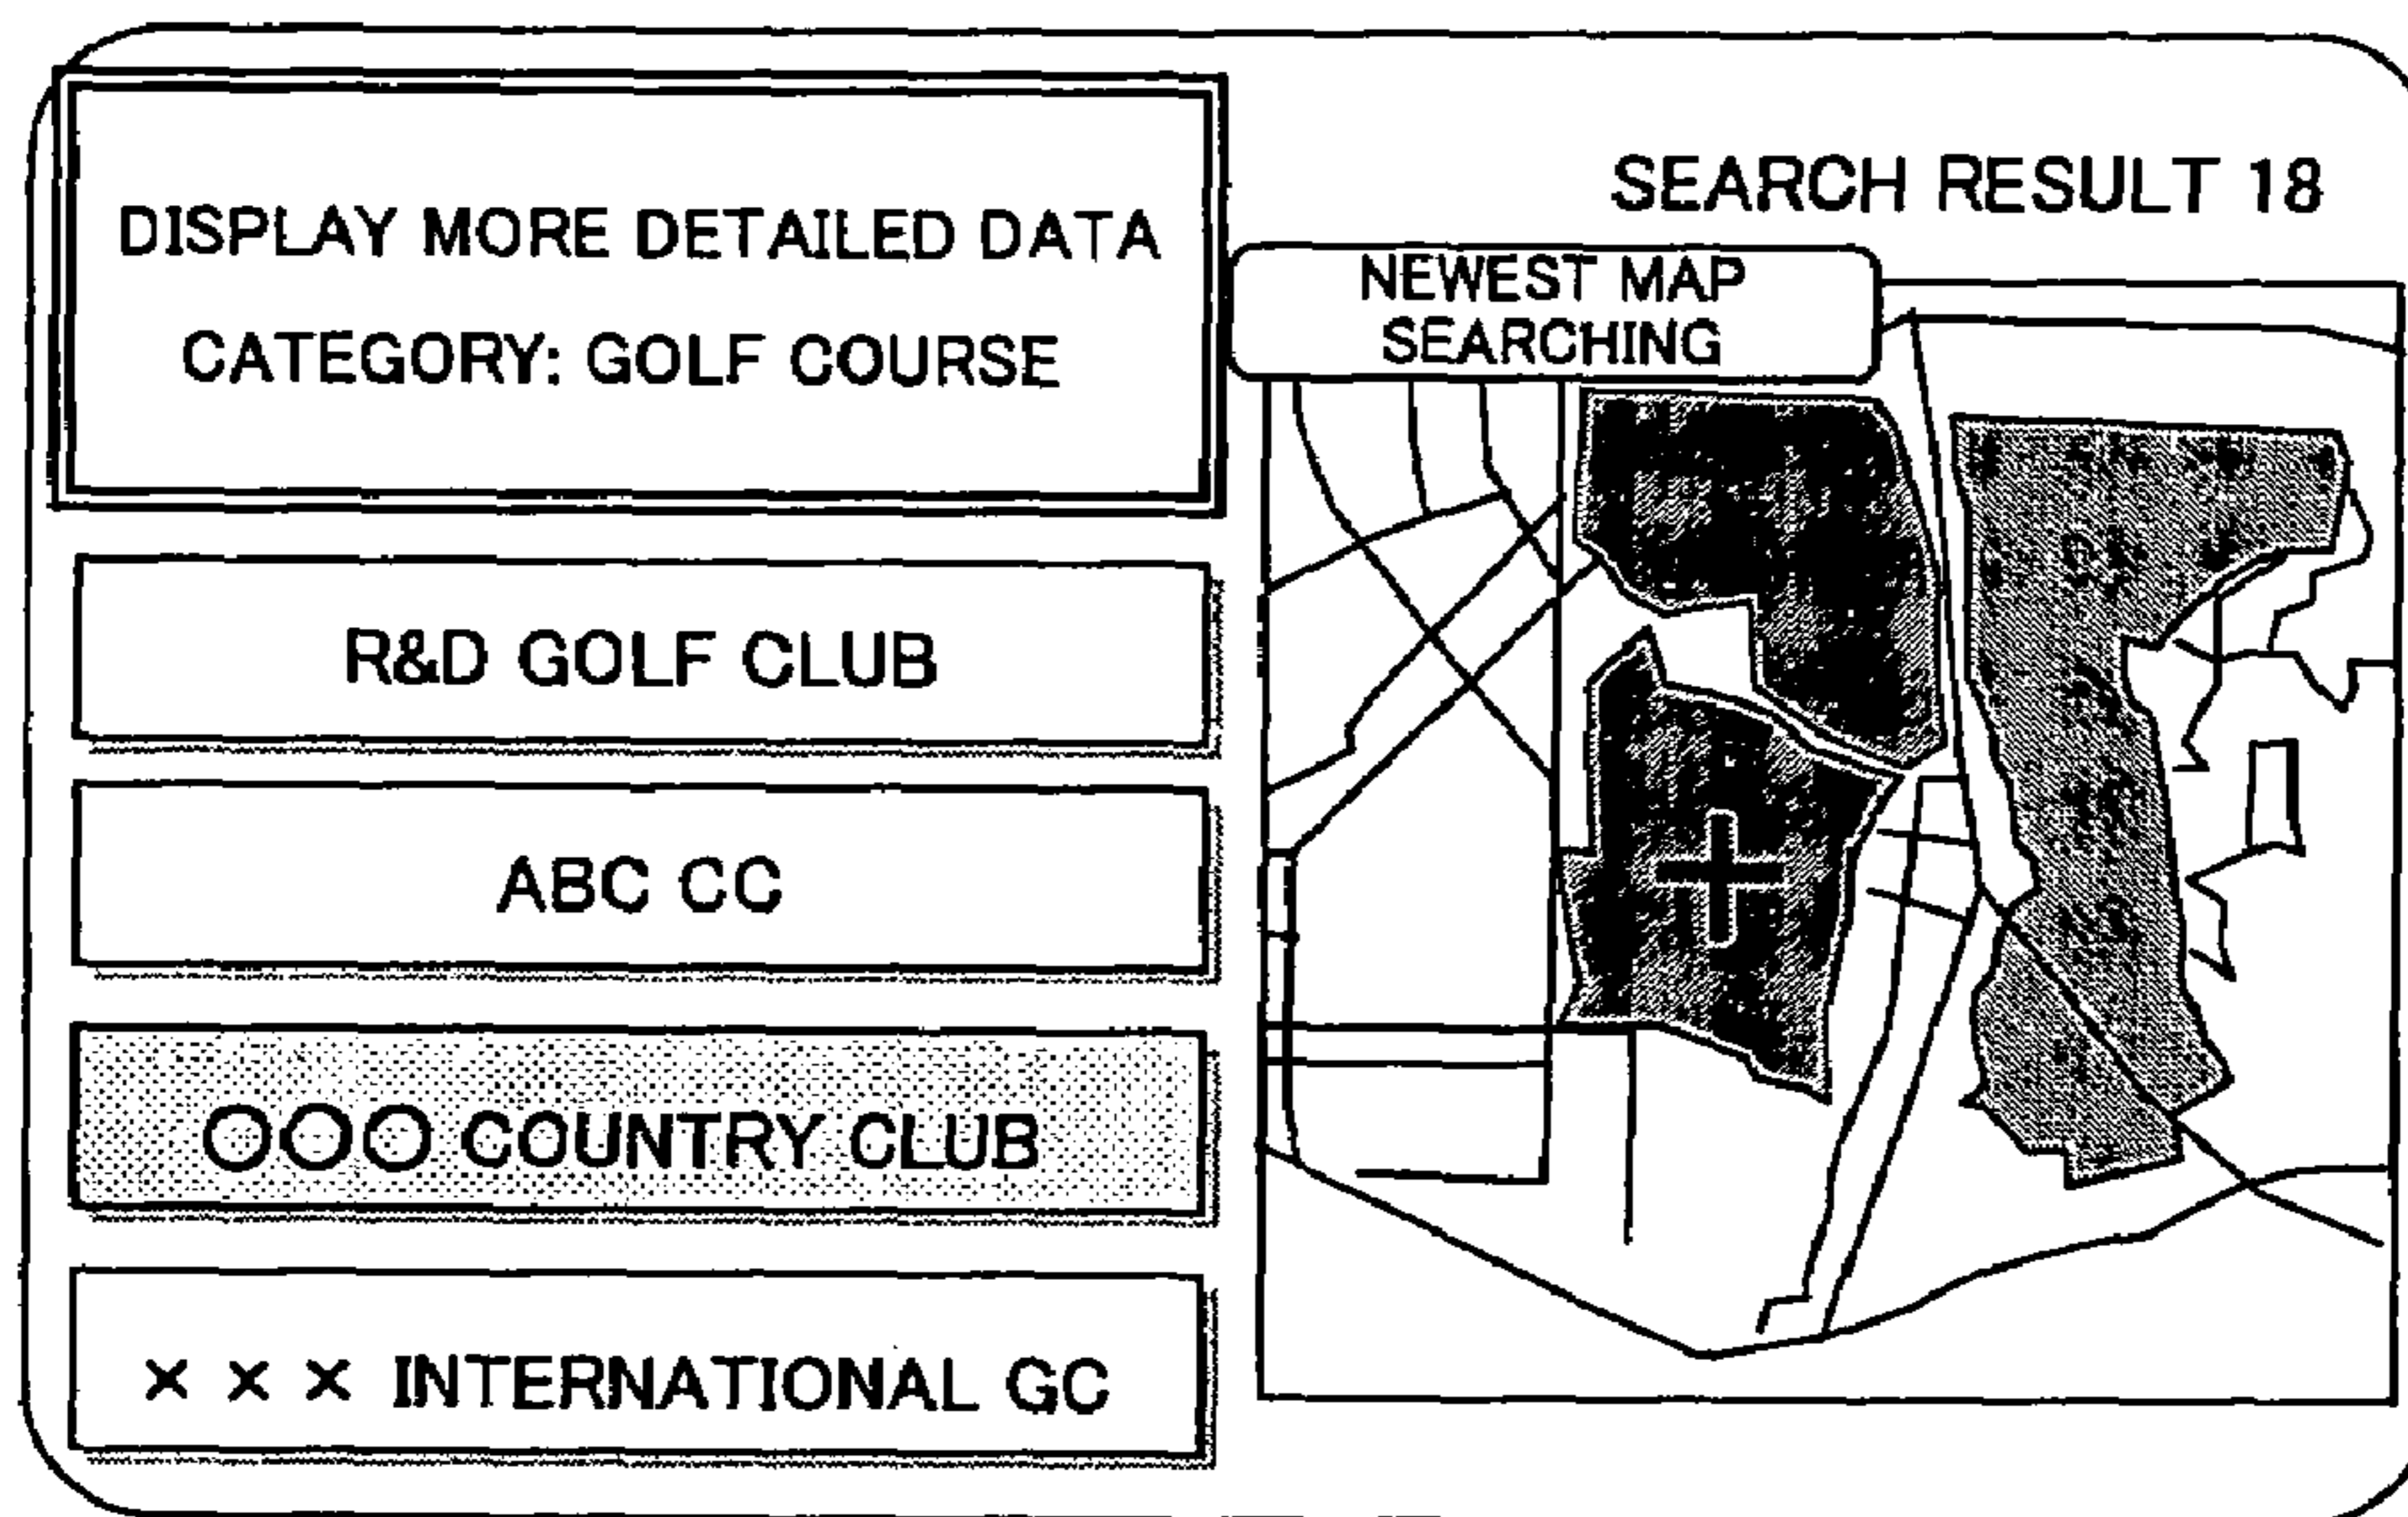 DISPLAY MORE DETAILED DATA
CATEGORY: GOLF COURSE
SEARCH RESULT 18
NEWEST MAP
SEARCHING
R&D GOLF CLUB
ABC CC
○○○ COUNTRY CLUB
× × × INTERNATIONAL GC